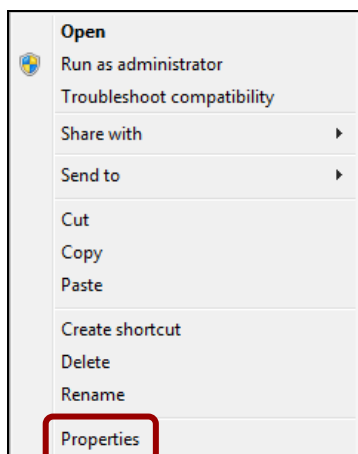 Open
Run as administrator
Troubleshoot compatibility
Share with
Send to
Cut
Copy
Paste
Create shortcut
Delete
Rename
Properties